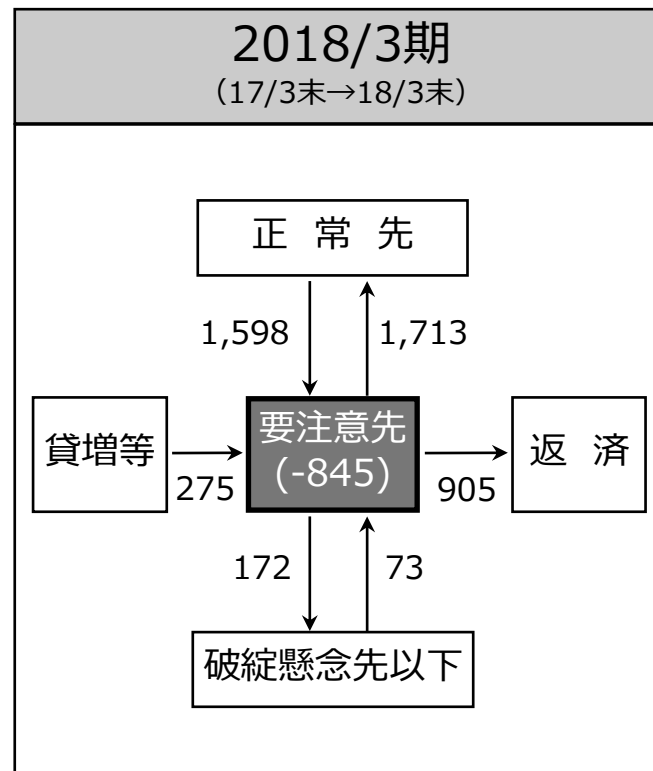 2018/3期
（17/3末→18/3末）
正 常 先
1,598
1,713
貸増等
275
要注意先
(-845)
905
返 済
172
73
破綻懸念先以下